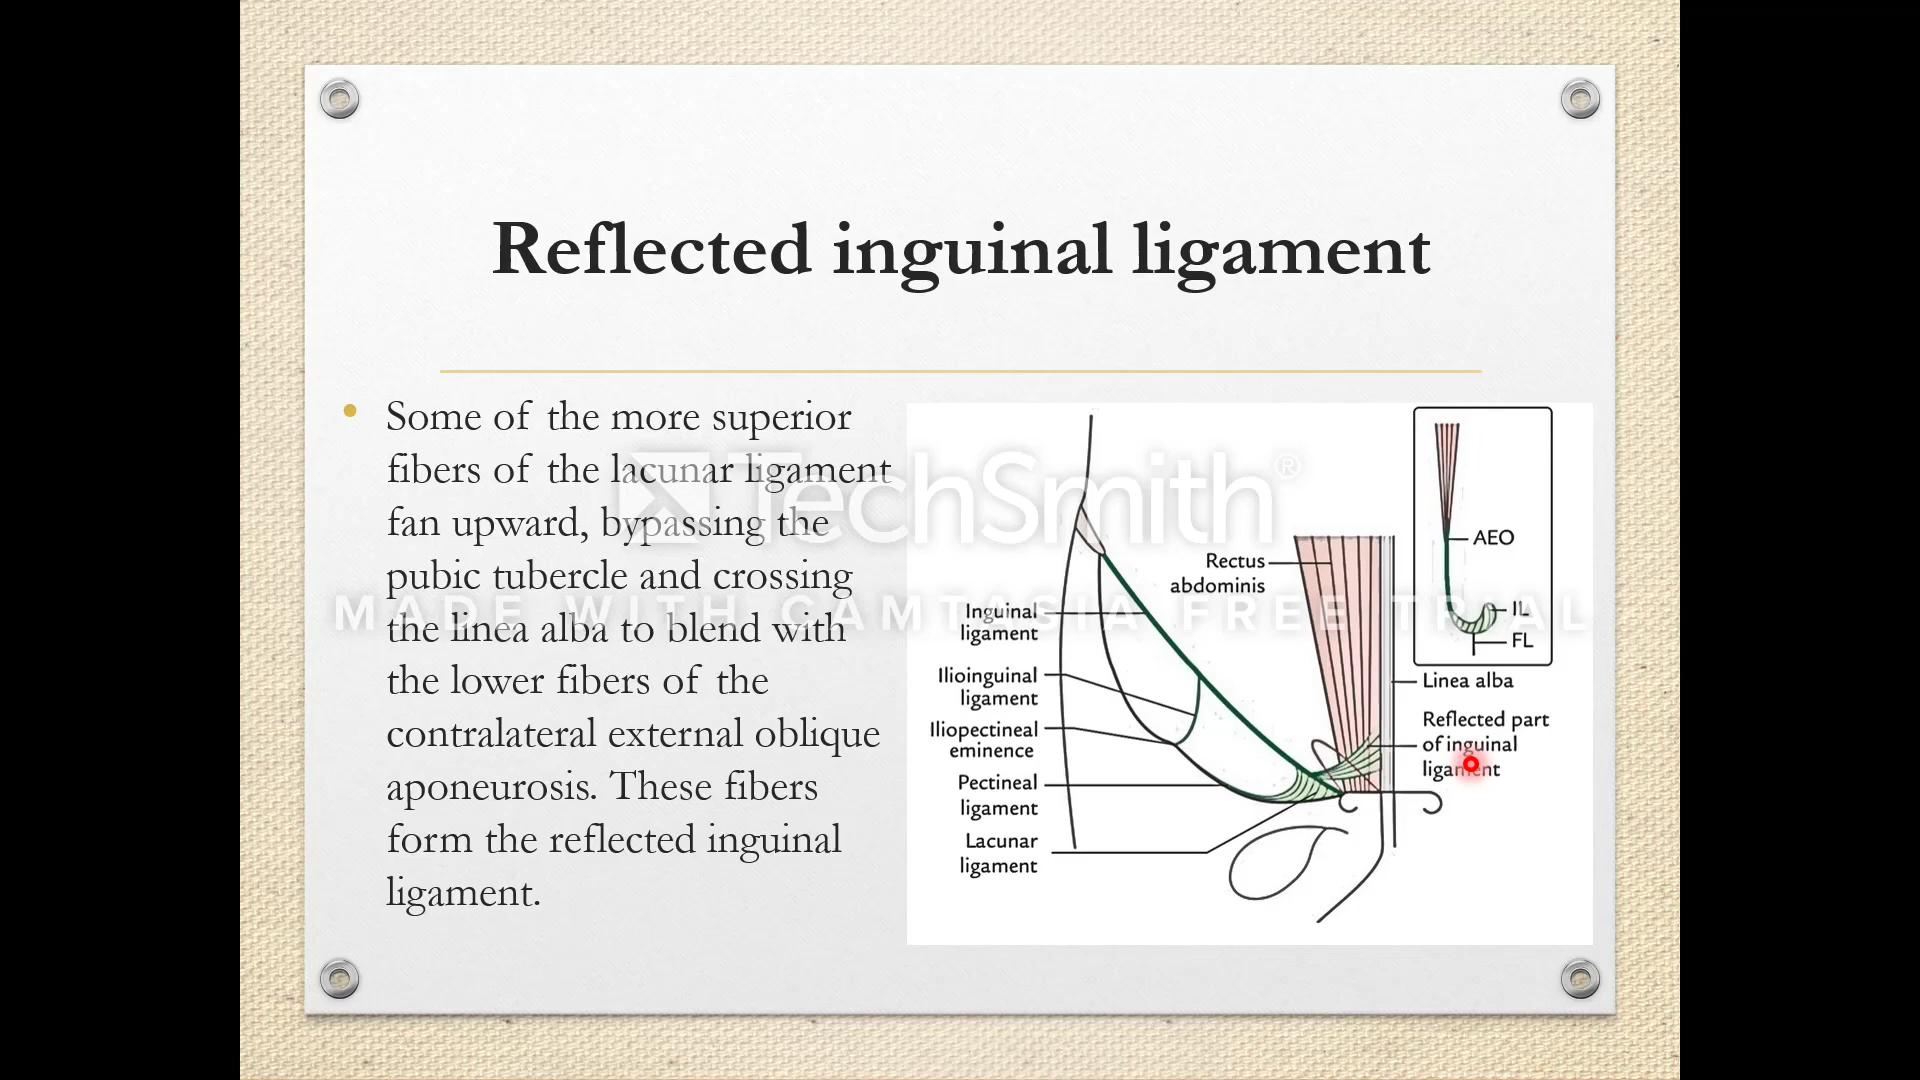 Reflected inguinal ligament
Some of the more superior
fibers of the lacunar ligament
fan upward, bypassing the
pubic tubercle and crossing
the linea alba to blend with
the lower fibers of the
contralateral external oblique
aponeurosis. These fibers
form the reflected inguinal
ligament.
TechSmith®
MADE WITH CAMTASIA FREE TRIAL
Rectus
abdominis
Inguinal
ligament
Ilioinguinal
ligament
Iliopectineal
eminence
Pectineal
ligament
Lacunar
ligament
AEO
IL
FL
Linea alba
Reflected part
of inguinal
ligament